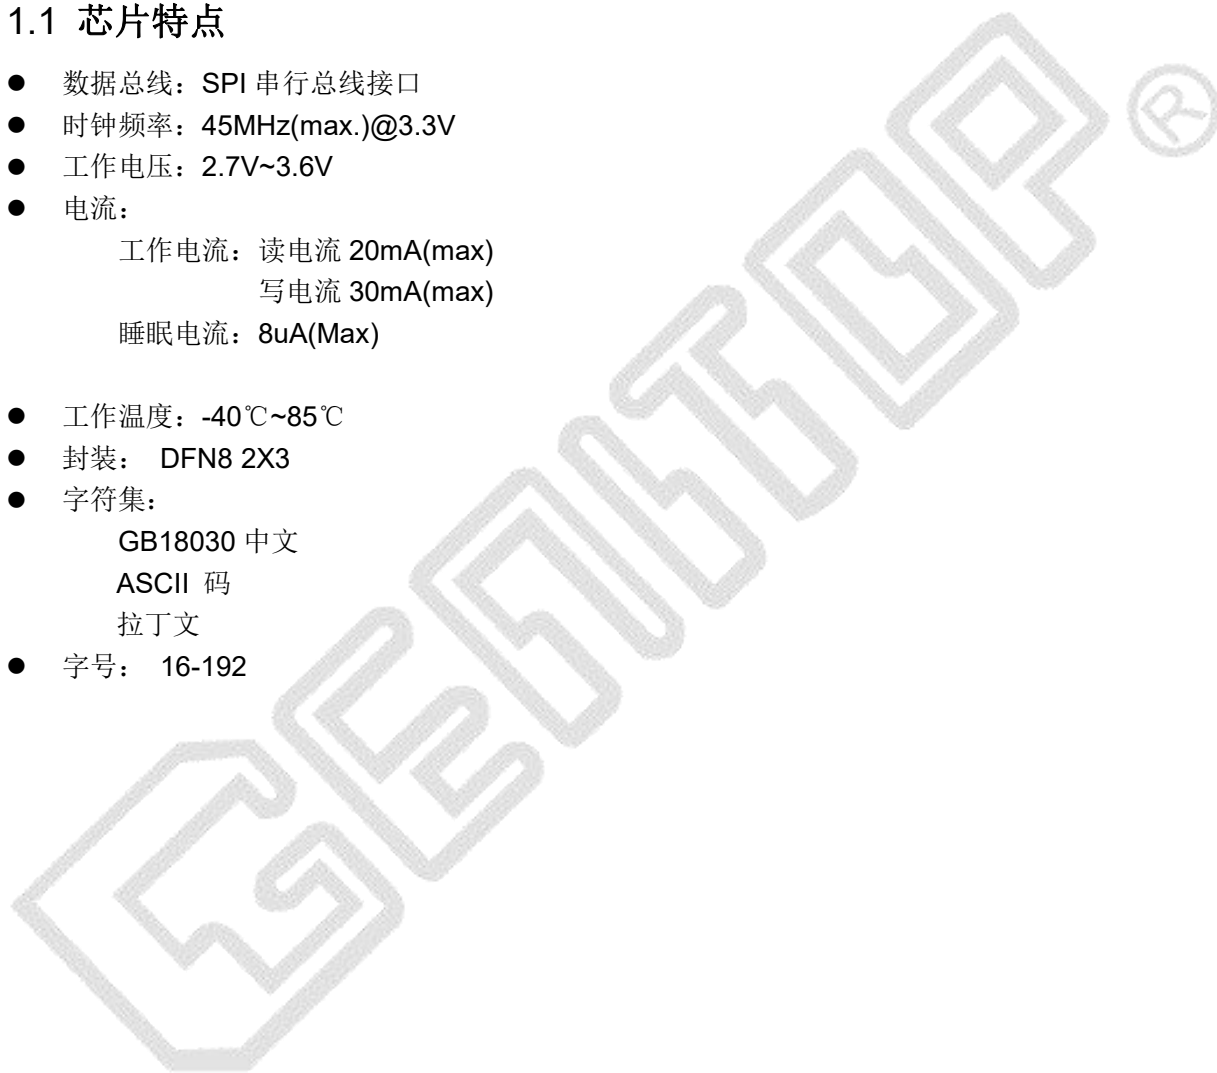 1.1 芯片特点
● 数据总线：SPI 串行总线接口
● 时钟频率：45MHz(max.)@3.3V
● 工作电压：2.7V~3.6V
● 电流：
工作电流：读电流 20mA(max)
写电流 30mA(max)
睡眠电流：8uA(Max)
● 工作温度：-40℃~85℃
● 封装： DFN8 2X3
● 字符集：
GB18030 中文
ASCII 码
拉丁文
● 字号： 16-192
GENTOP®